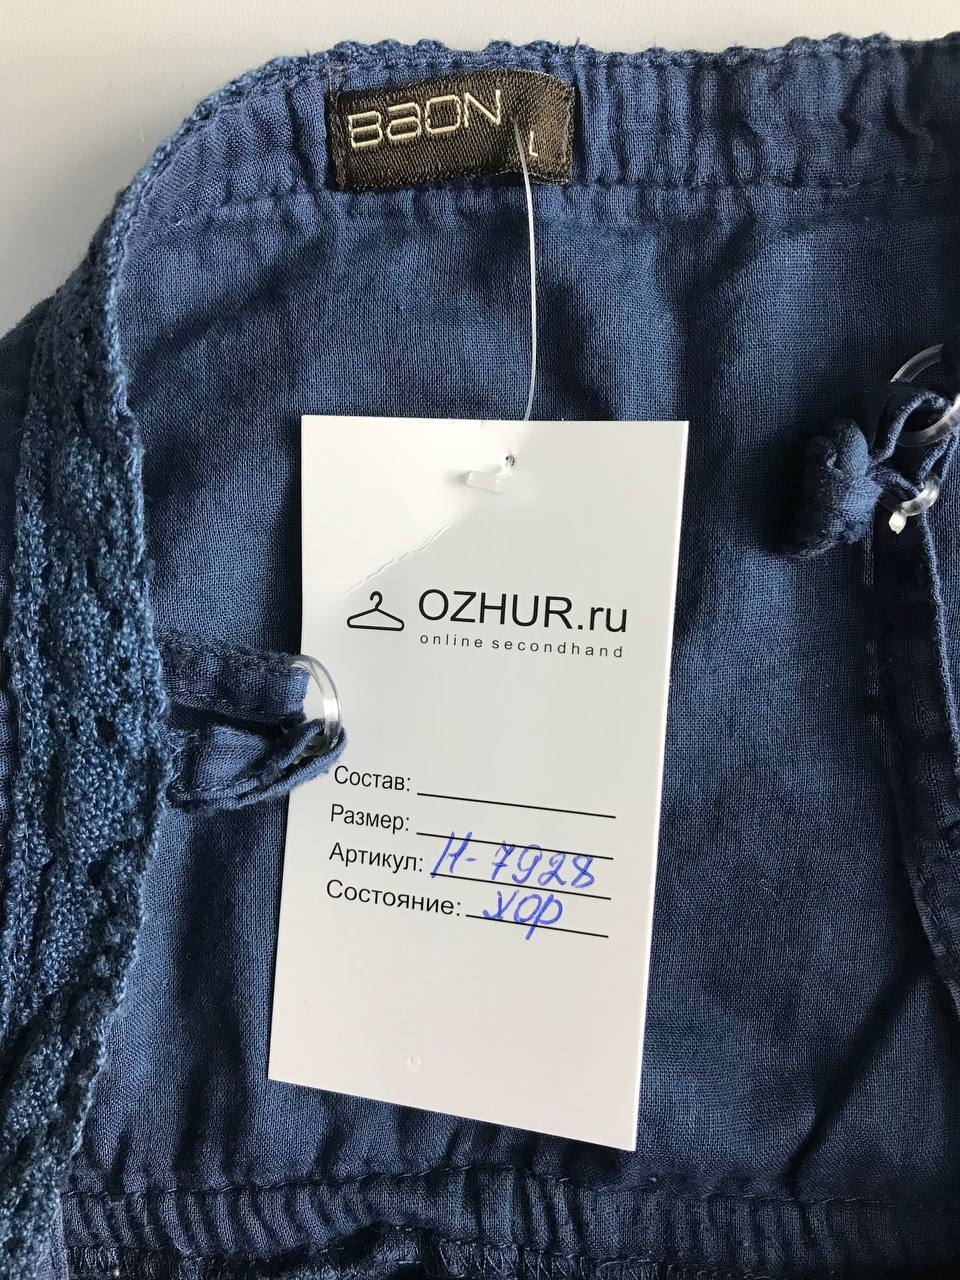 BaON
L
OZHUR.ru
online secondhand
Состав:
Размер:
Артикул: Н-7928
Состояние: хор